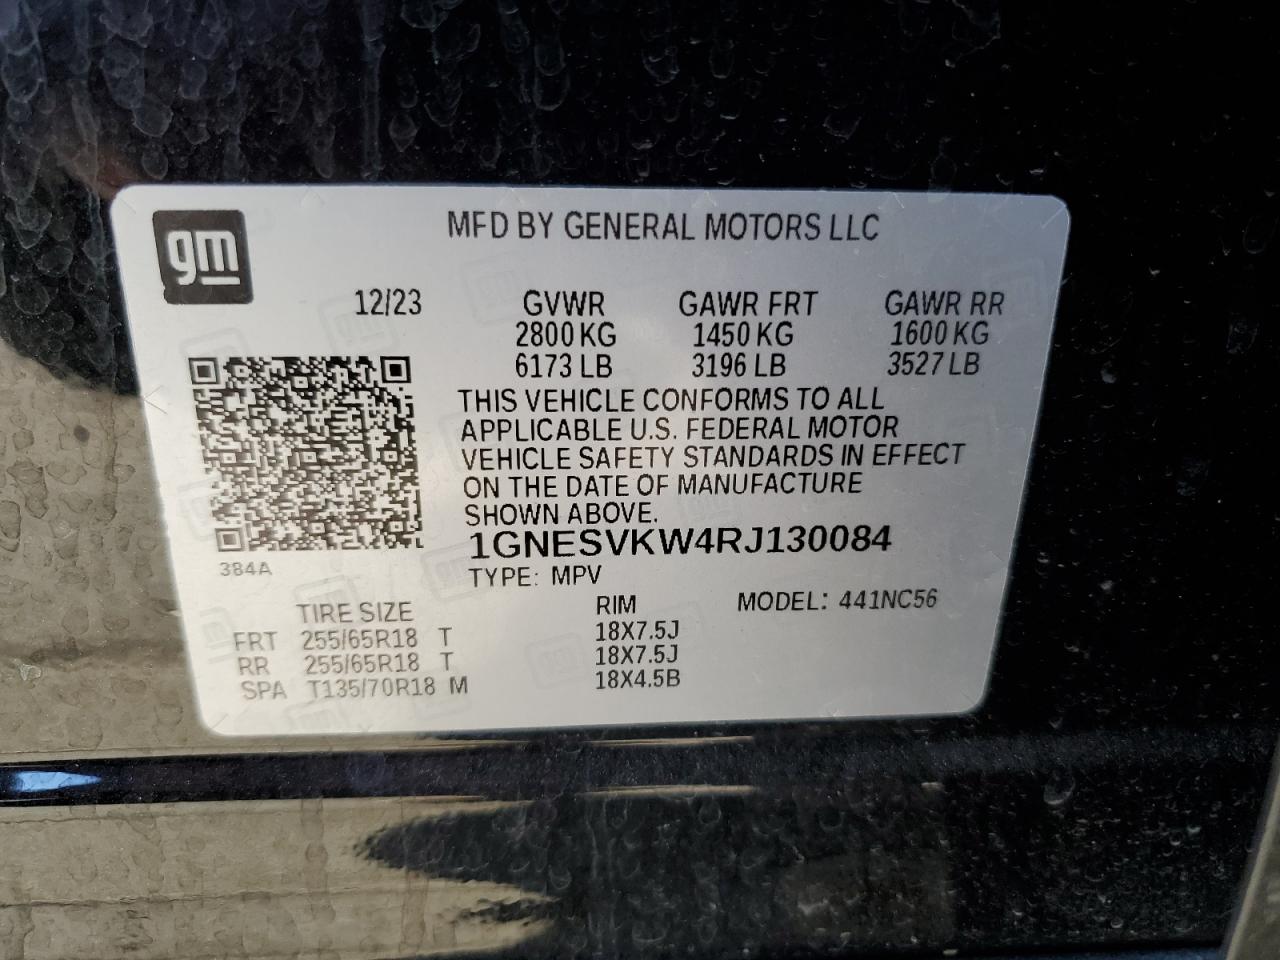 gm
MFD BY GENERAL MOTORS LLC
12/23 GVWR GAWR FRT GAWR RR
2800 KG 1450 KG 1600 KG
6173 LB 3196 LB 3527 LB
THIS VEHICLE CONFORMS TO ALL
APPLICABLE U.S. FEDERAL MOTOR
VEHICLE SAFETY STANDARDS IN EFFECT
ON THE DATE OF MANUFACTURE
SHOWN ABOVE.
1GNESVKW4RJ130084
384A
TYPE: MPV
TIRE SIZE RIM MODEL: 441NC56
FRT 255/65R18 T 18X7.5J
RR 255/65R18 T 18X7.5J
SPA T135/70R18 M 18X4.5B